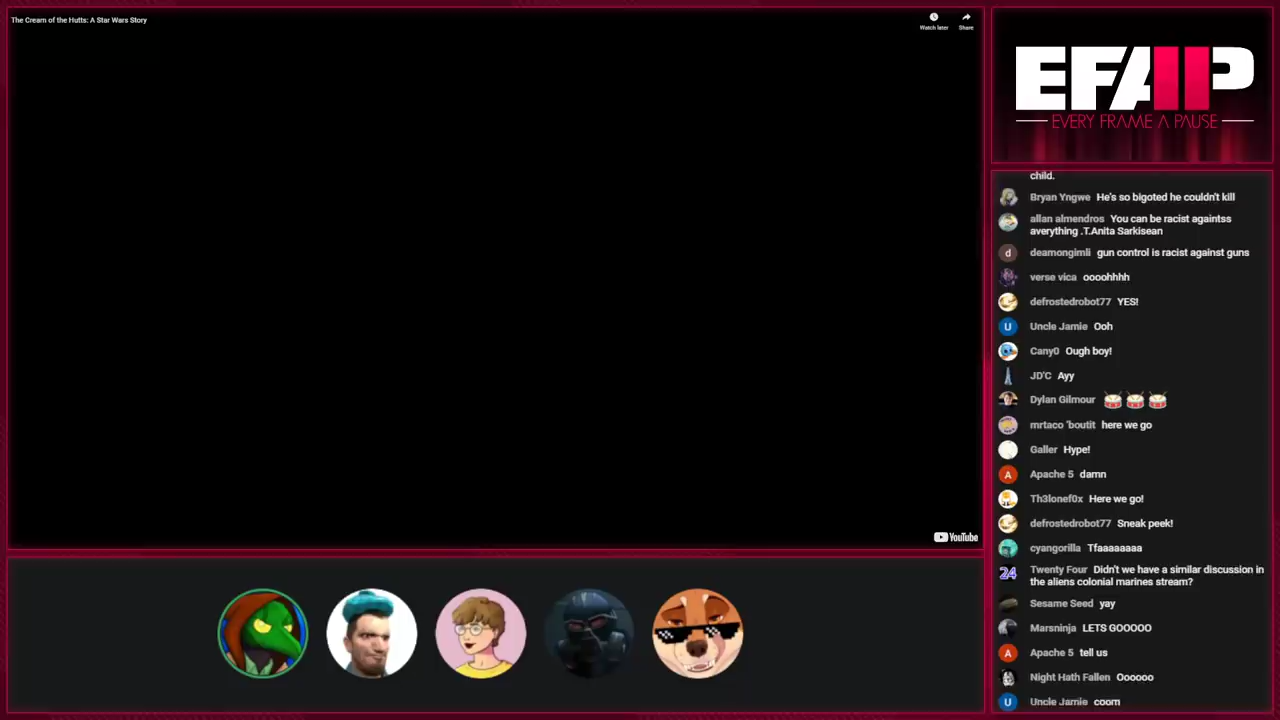 The Cream of the Hutts: A Star Wars Story
Watch later
Share
YouTube
EFAP
EVERY FRAME A PAUSE
child.
Bryan Yngwe He's so bigoted he couldn't kill
allan almendros You can be racist againtss
averything .T.Anita Sarkisean
d deamongimli gun control is racist against guns
verse vica oooohhhh
defrostedrobot77 YES!
U Uncle Jamie Ooh
Cany0 Ough boy!
JD'C Ayy
Dylan Gilmour
mrtaco 'boutit here we go
Galler Hype!
A Apache 5 damn
Th3lonef0x Here we go!
defrostedrobot77 Sneak peek!
cyangorilla Tfaaaaaaaa
24 Twenty Four Didn't we have a similar discussion in
the aliens colonial marines stream?
Sesame Seed yay
Marsninja LETS GOOOOO
A Apache 5 tell us
Night Hath Fallen Oooooo
U Uncle Jamie coom